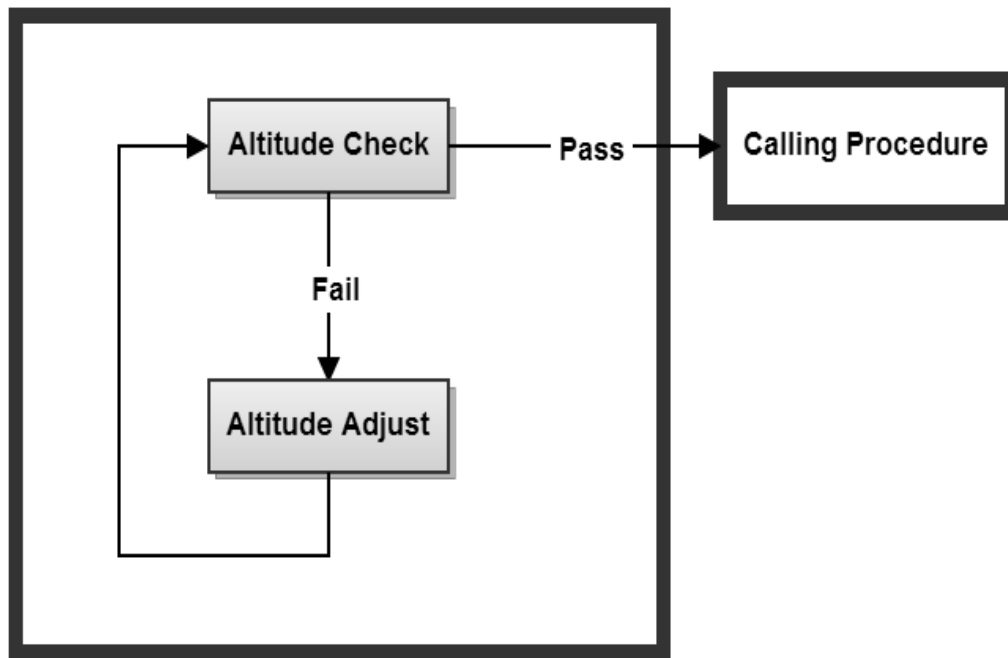 Altitude Check
Pass
Calling Procedure
Fail
Altitude Adjust